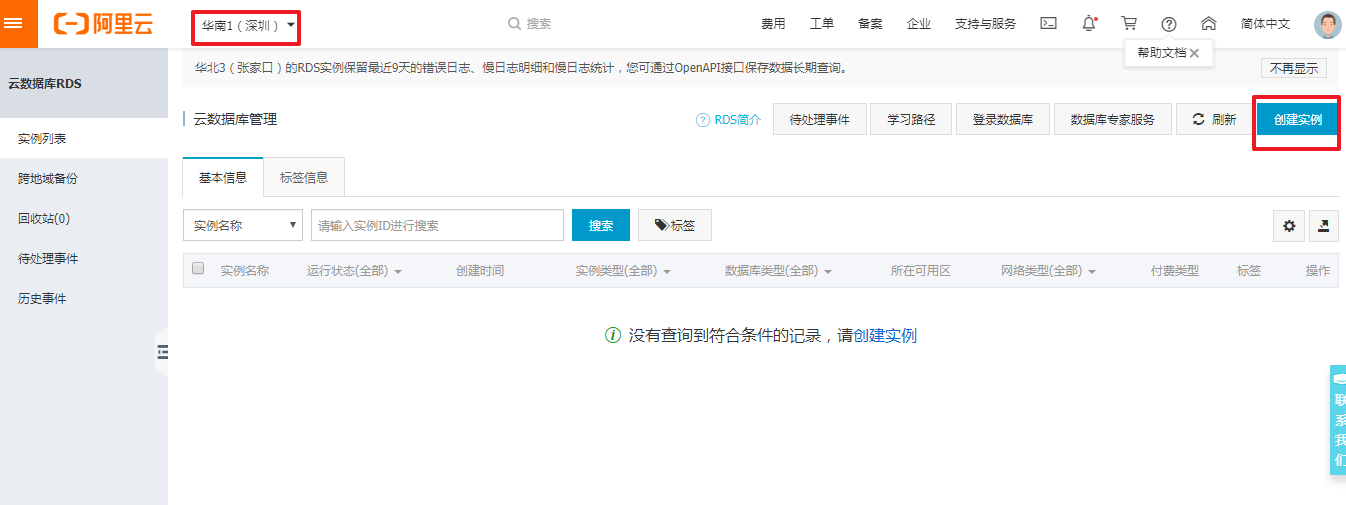 阿里云
华南1（深圳）
搜索
费用 工单 备案 企业 支持与服务 简体中文
帮助文档
云数据库RDS
华北3（张家口）的RDS实例保留最近9天的错误日志、慢日志明细和慢日志统计，您可通过OpenAPI接口保存数据长期查询。
不再显示
云数据库管理
RDS简介 待处理事件 学习路径 登录数据库 数据库专家服务 刷新 创建实例
实例列表
跨地域备份
回收站(0)
待处理事件
历史事件
基本信息 标签信息
实例名称 请输入实例ID进行搜索 搜索 标签
实例名称 运行状态(全部) 创建时间 实例类型(全部) 数据库类型(全部) 所在可用区 网络类型(全部) 付费类型 标签 操作
没有查询到符合条件的记录，请创建实例
联
系
我
们